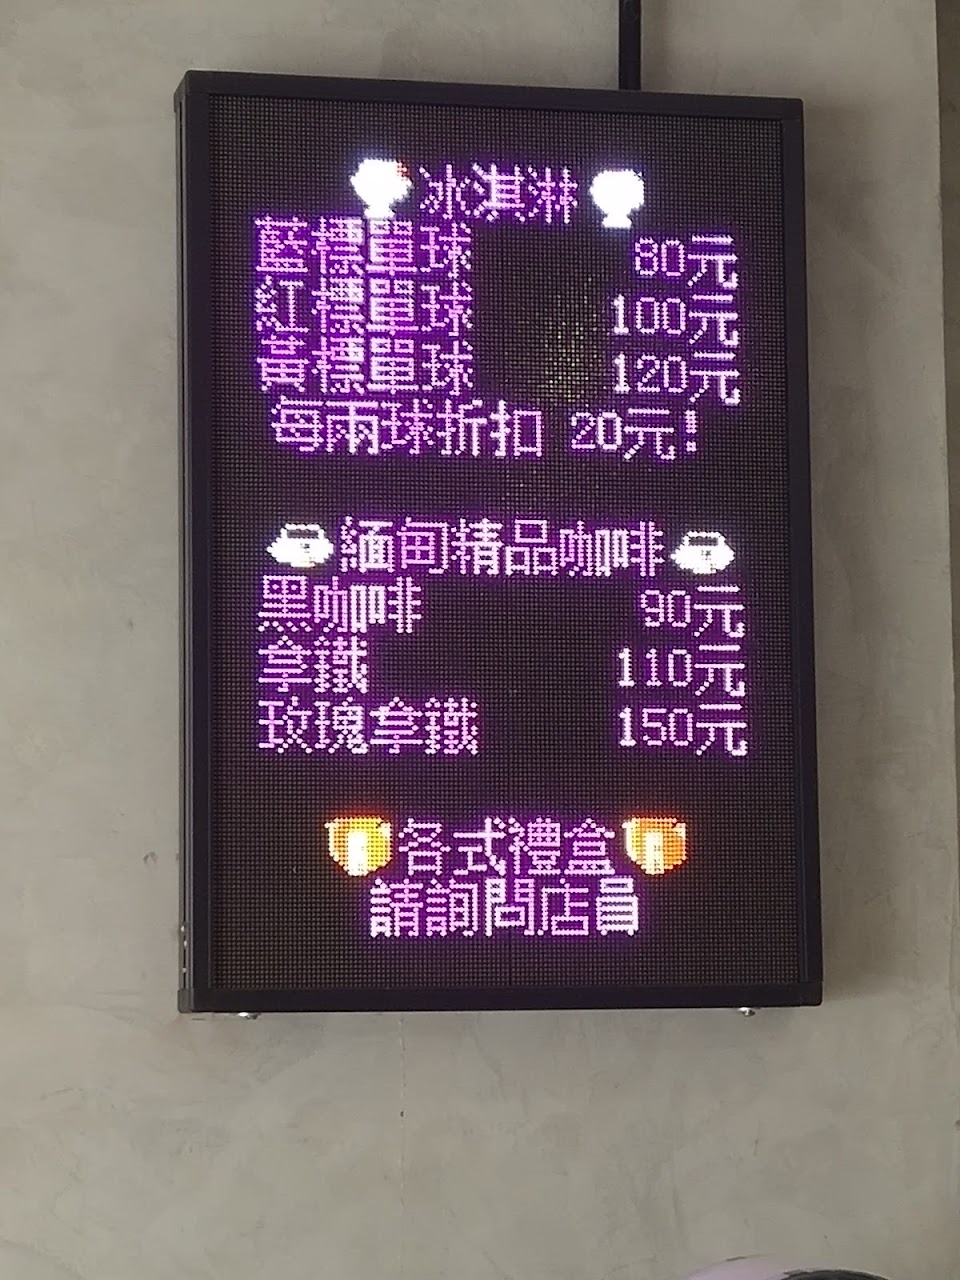 冰淇淋
藍標單球 80元
紅標單球 100元
黃標單球 120元
每兩球折扣 20元!
緬甸精品咖啡
黑咖啡 90元
拿鐵 110元
玫瑰拿鐵 150元
各式禮盒
請詢問店員